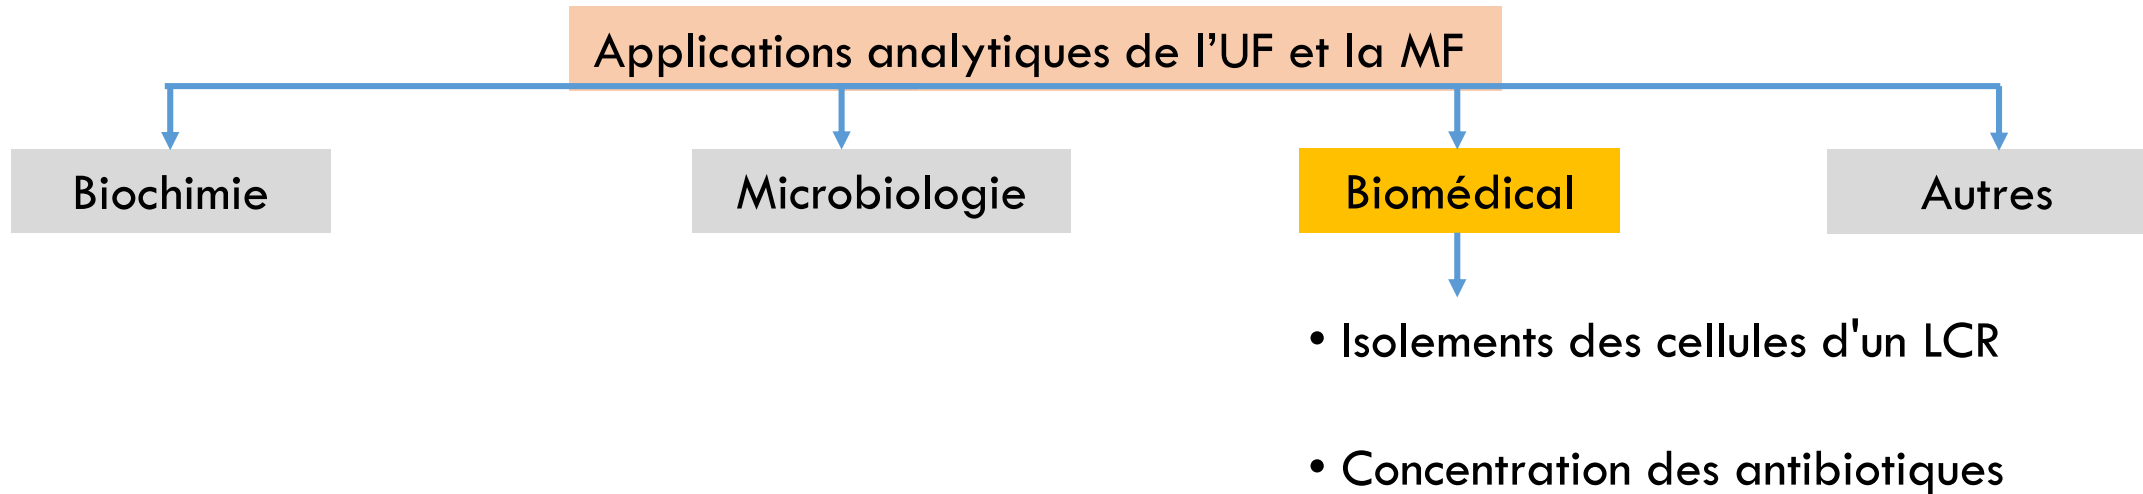 Applications analytiques de l’UF et la MF
Biochimie
Microbiologie
Biomédical
Autres
• Isolements des cellules d'un LCR
• Concentration des antibiotiques